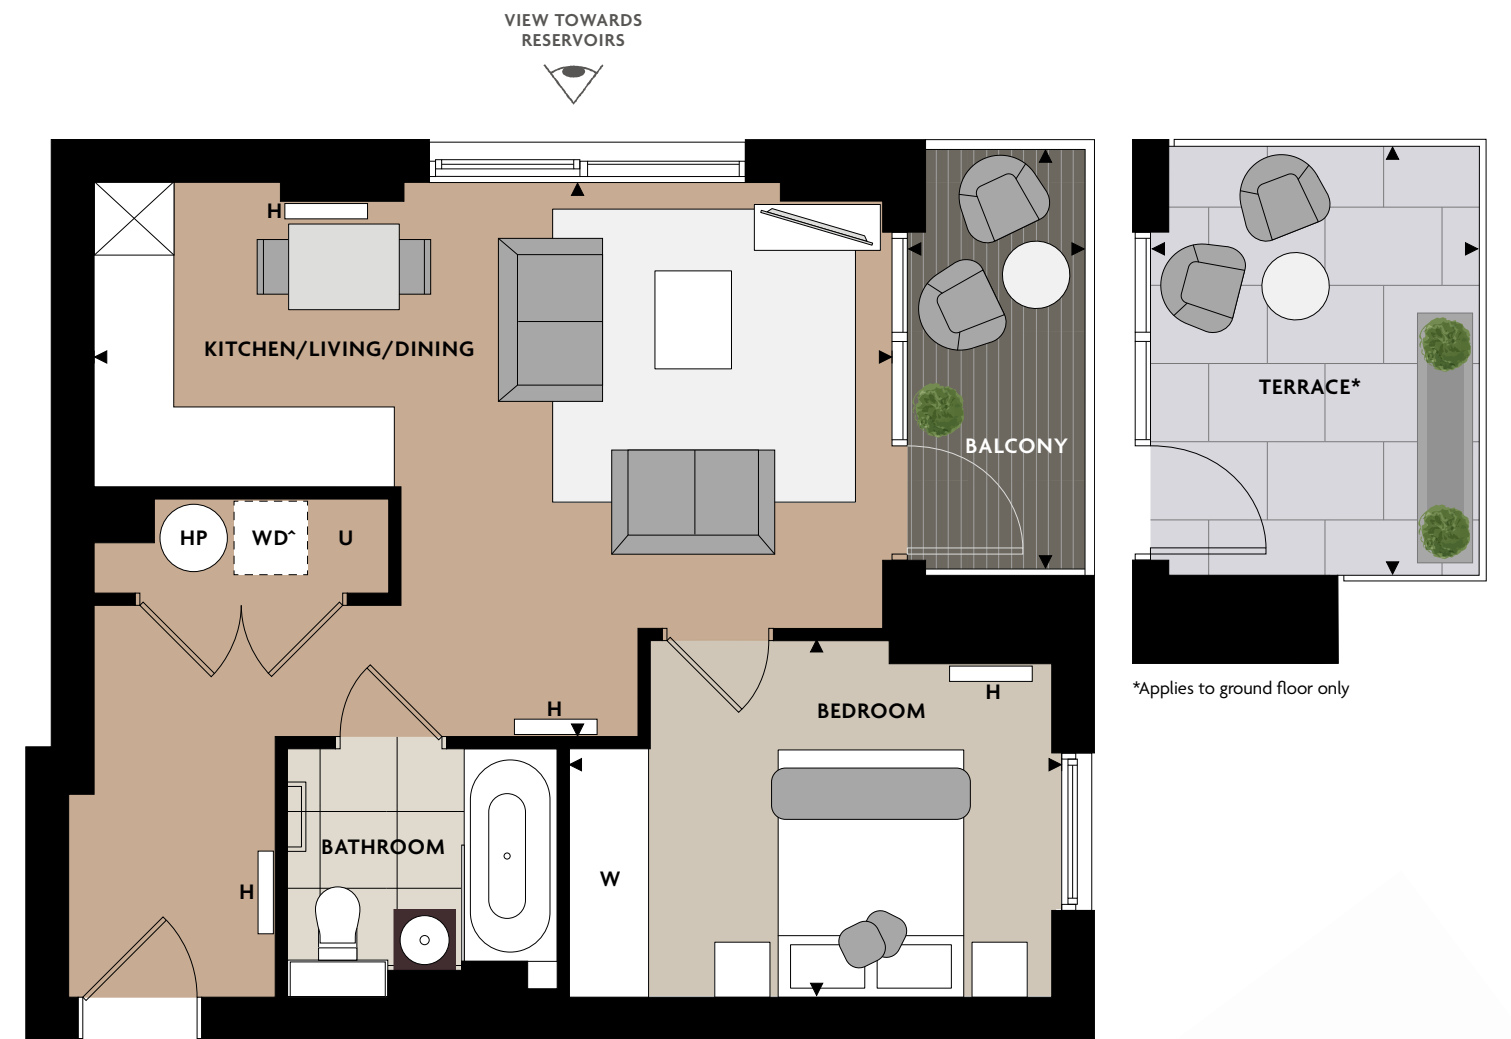 VIEW TOWARDS
RESERVOIRS
H
KITCHEN/LIVING/DINING
BALCONY
TERRACE*
HP
WD^
U
*Applies to ground floor only
H
H
BEDROOM
BATHROOM
H
W